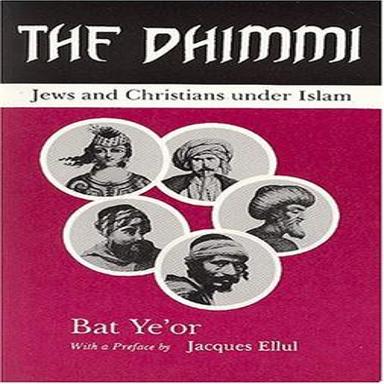 THE DHIMMI
Jews and Christians under Islam
Bat Ye'or
With a Preface by Jacques Ellul